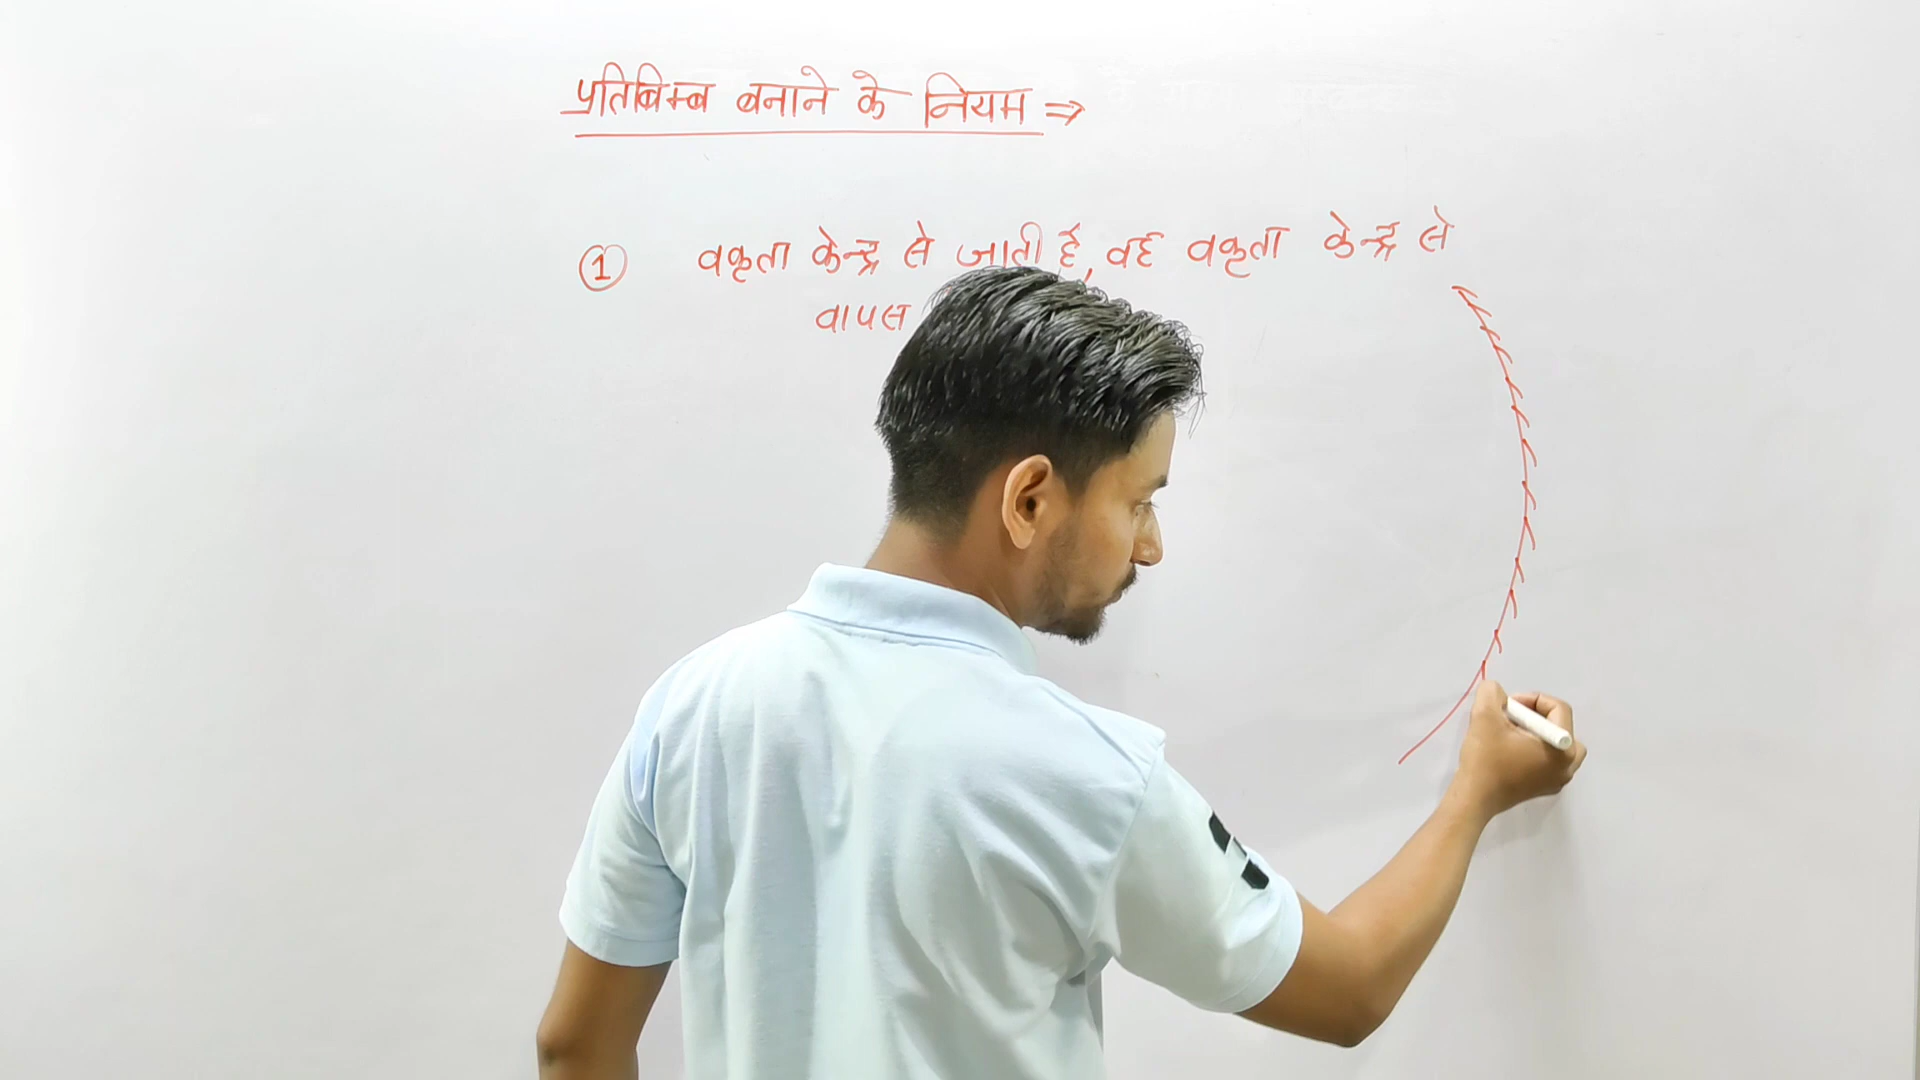 प्रतिबिम्ब बनाने के नियम ⇒
① वक्रता केन्द्र से जाती है, वह वक्रता केन्द्र से
वापस